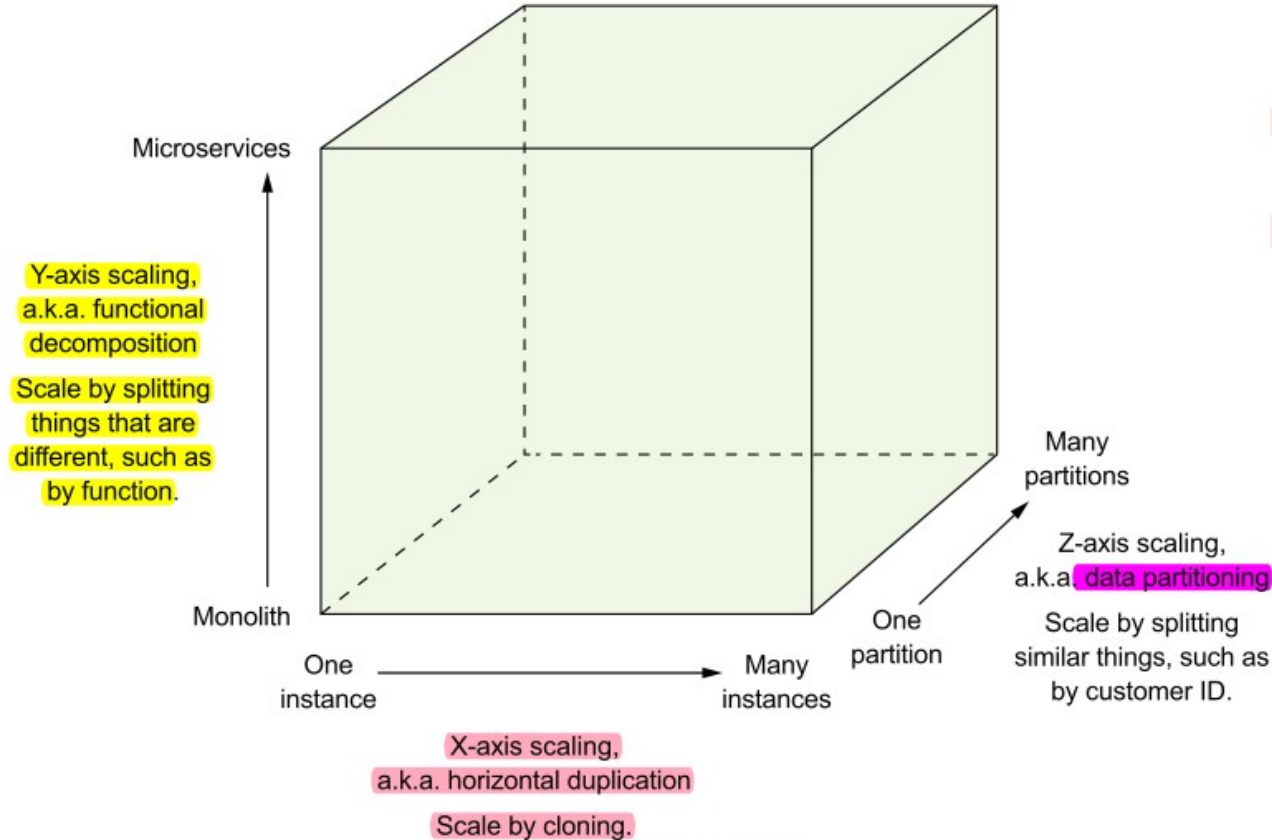 Microservices
Y-axis scaling,
a.k.a. functional
decomposition
Scale by splitting
things that are
different, such as
by function.
Monolith
One
instance
Many
instances
X-axis scaling,
a.k.a. horizontal duplication
Scale by cloning.
One
partition
Many
partitions
Z-axis scaling,
a.k.a. data partitioning
Scale by splitting
similar things, such as
by customer ID.